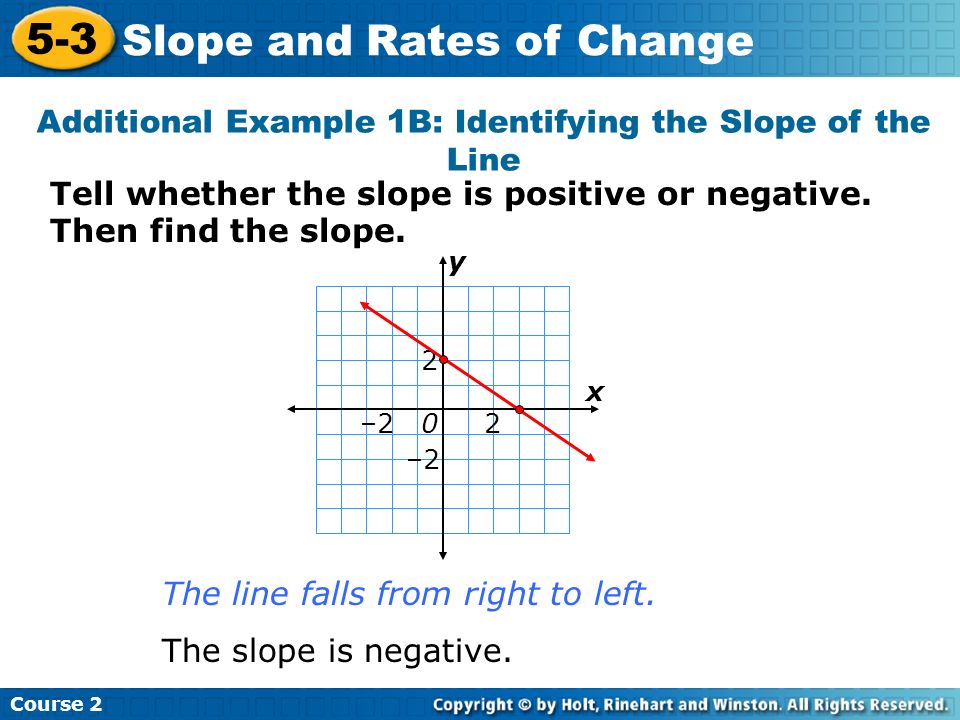 5-3 Slope and Rates of Change
Additional Example 1B: Identifying the Slope of the
Line
Tell whether the slope is positive or negative.
Then find the slope.
y
2
x
–2 0 2
–2
The line falls from right to left.
The slope is negative.
Course 2
Copyright © by Holt, Rinehart and Winston. All Rights Reserved.